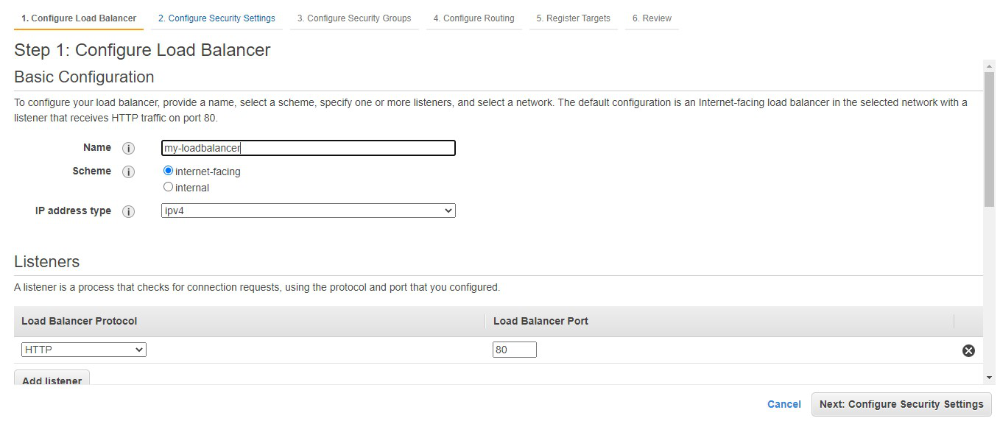 1. Configure Load Balancer 2. Configure Security Settings 3. Configure Security Groups 4. Configure Routing 5. Register Targets 6. Review
Step 1: Configure Load Balancer
Basic Configuration
To configure your load balancer, provide a name, select a scheme, specify one or more listeners, and select a network. The default configuration is an Internet-facing load balancer in the selected network with a
listener that receives HTTP traffic on port 80.
Name i my-loadbalancer
Scheme i internet-facing
internal
IP address type i ipv4
Listeners
A listener is a process that checks for connection requests, using the protocol and port that you configured.
Load Balancer Protocol Load Balancer Port
HTTP 80
Add listener
Cancel Next: Configure Security Settings